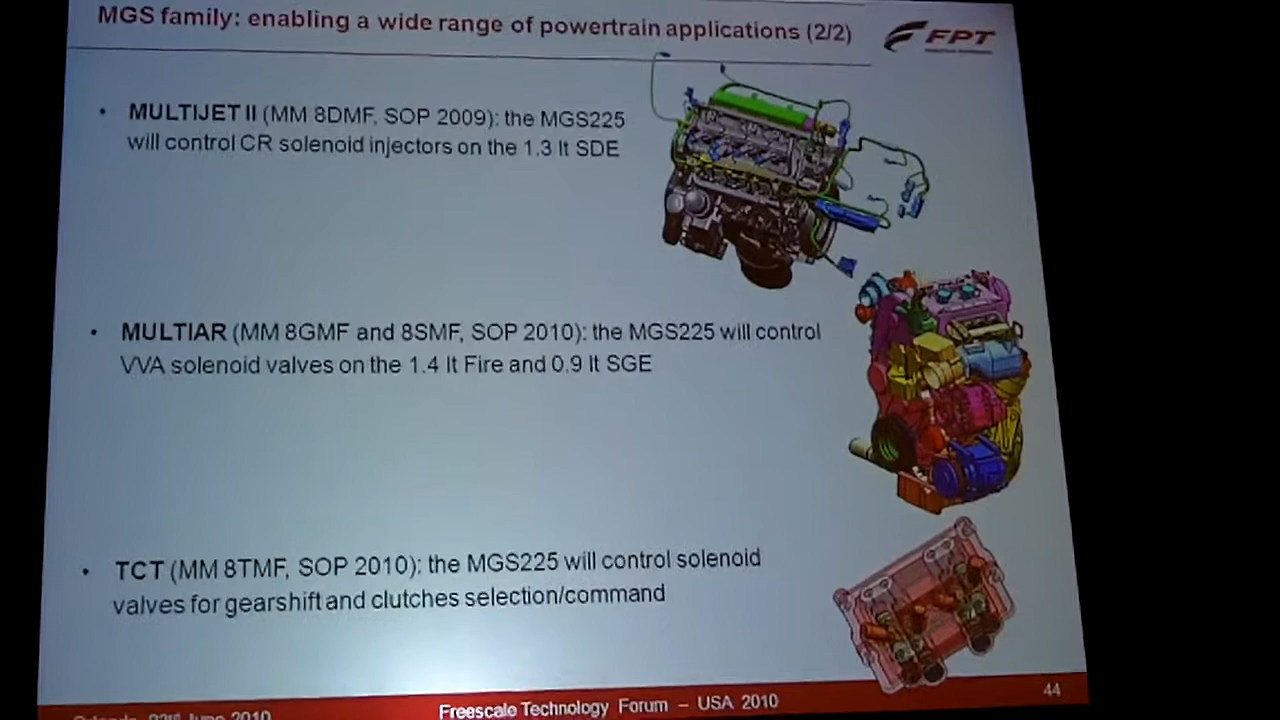 MGS family: enabling a wide range of powertrain applications (2/2)
FPT
• MULTIJET II (MM 8DMF, SOP 2009): the MGS225
will control CR solenoid injectors on the 1.3 lt SDE
• MULTIAR (MM 8GMF and 8SMF, SOP 2010): the MGS225 will control
VVA solenoid valves on the 1.4 lt Fire and 0.9 lt SGE
• TCT (MM 8TMF, SOP 2010): the MGS225 will control solenoid
valves for gearshift and clutches selection/command
44
Freescale Technology Forum – USA 2010
June 2010